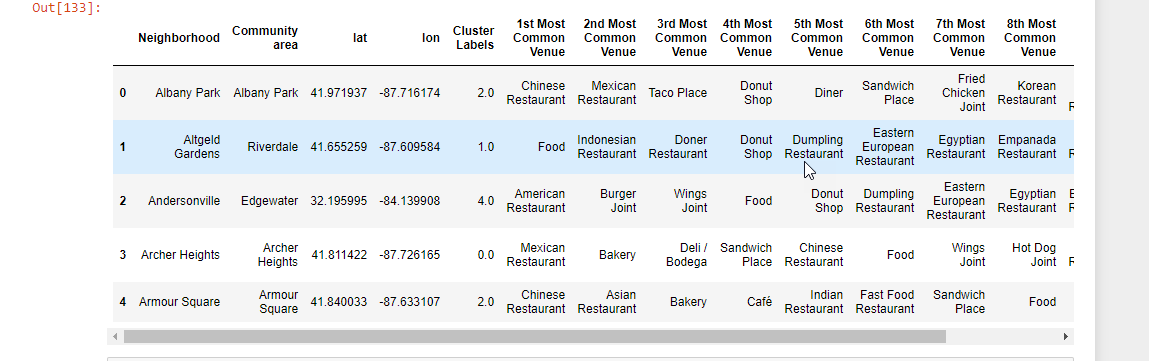 Out[133]:
Neighborhood Community area lat lon Cluster Labels 1st Most Common Venue 2nd Most Common Venue 3rd Most Common Venue 4th Most Common Venue 5th Most Common Venue 6th Most Common Venue 7th Most Common Venue 8th Most Common Venue
0 Albany Park Albany Park 41.971937 -87.716174 2.0 Chinese Restaurant Mexican Restaurant Taco Place Donut Shop Diner Sandwich Place Fried Chicken Joint Korean Restaurant
1 Altgeld Gardens Riverdale 41.655259 -87.609584 1.0 Food Indonesian Restaurant Doner Restaurant Donut Shop Dumpling Restaurant Eastern European Restaurant Egyptian Restaurant Empanada Restaurant
2 Andersonville Edgewater 32.195995 -84.139908 4.0 American Restaurant Burger Joint Wings Joint Food Donut Shop Dumpling Restaurant Eastern European Restaurant Egyptian Restaurant
3 Archer Heights Archer Heights 41.811422 -87.726165 0.0 Mexican Restaurant Bakery Deli / Bodega Sandwich Place Chinese Restaurant Food Wings Joint Hot Dog Joint
4 Armour Square Armour Square 41.840033 -87.633107 2.0 Chinese Restaurant Asian Restaurant Bakery Café Indian Restaurant Fast Food Restaurant Sandwich Place Food